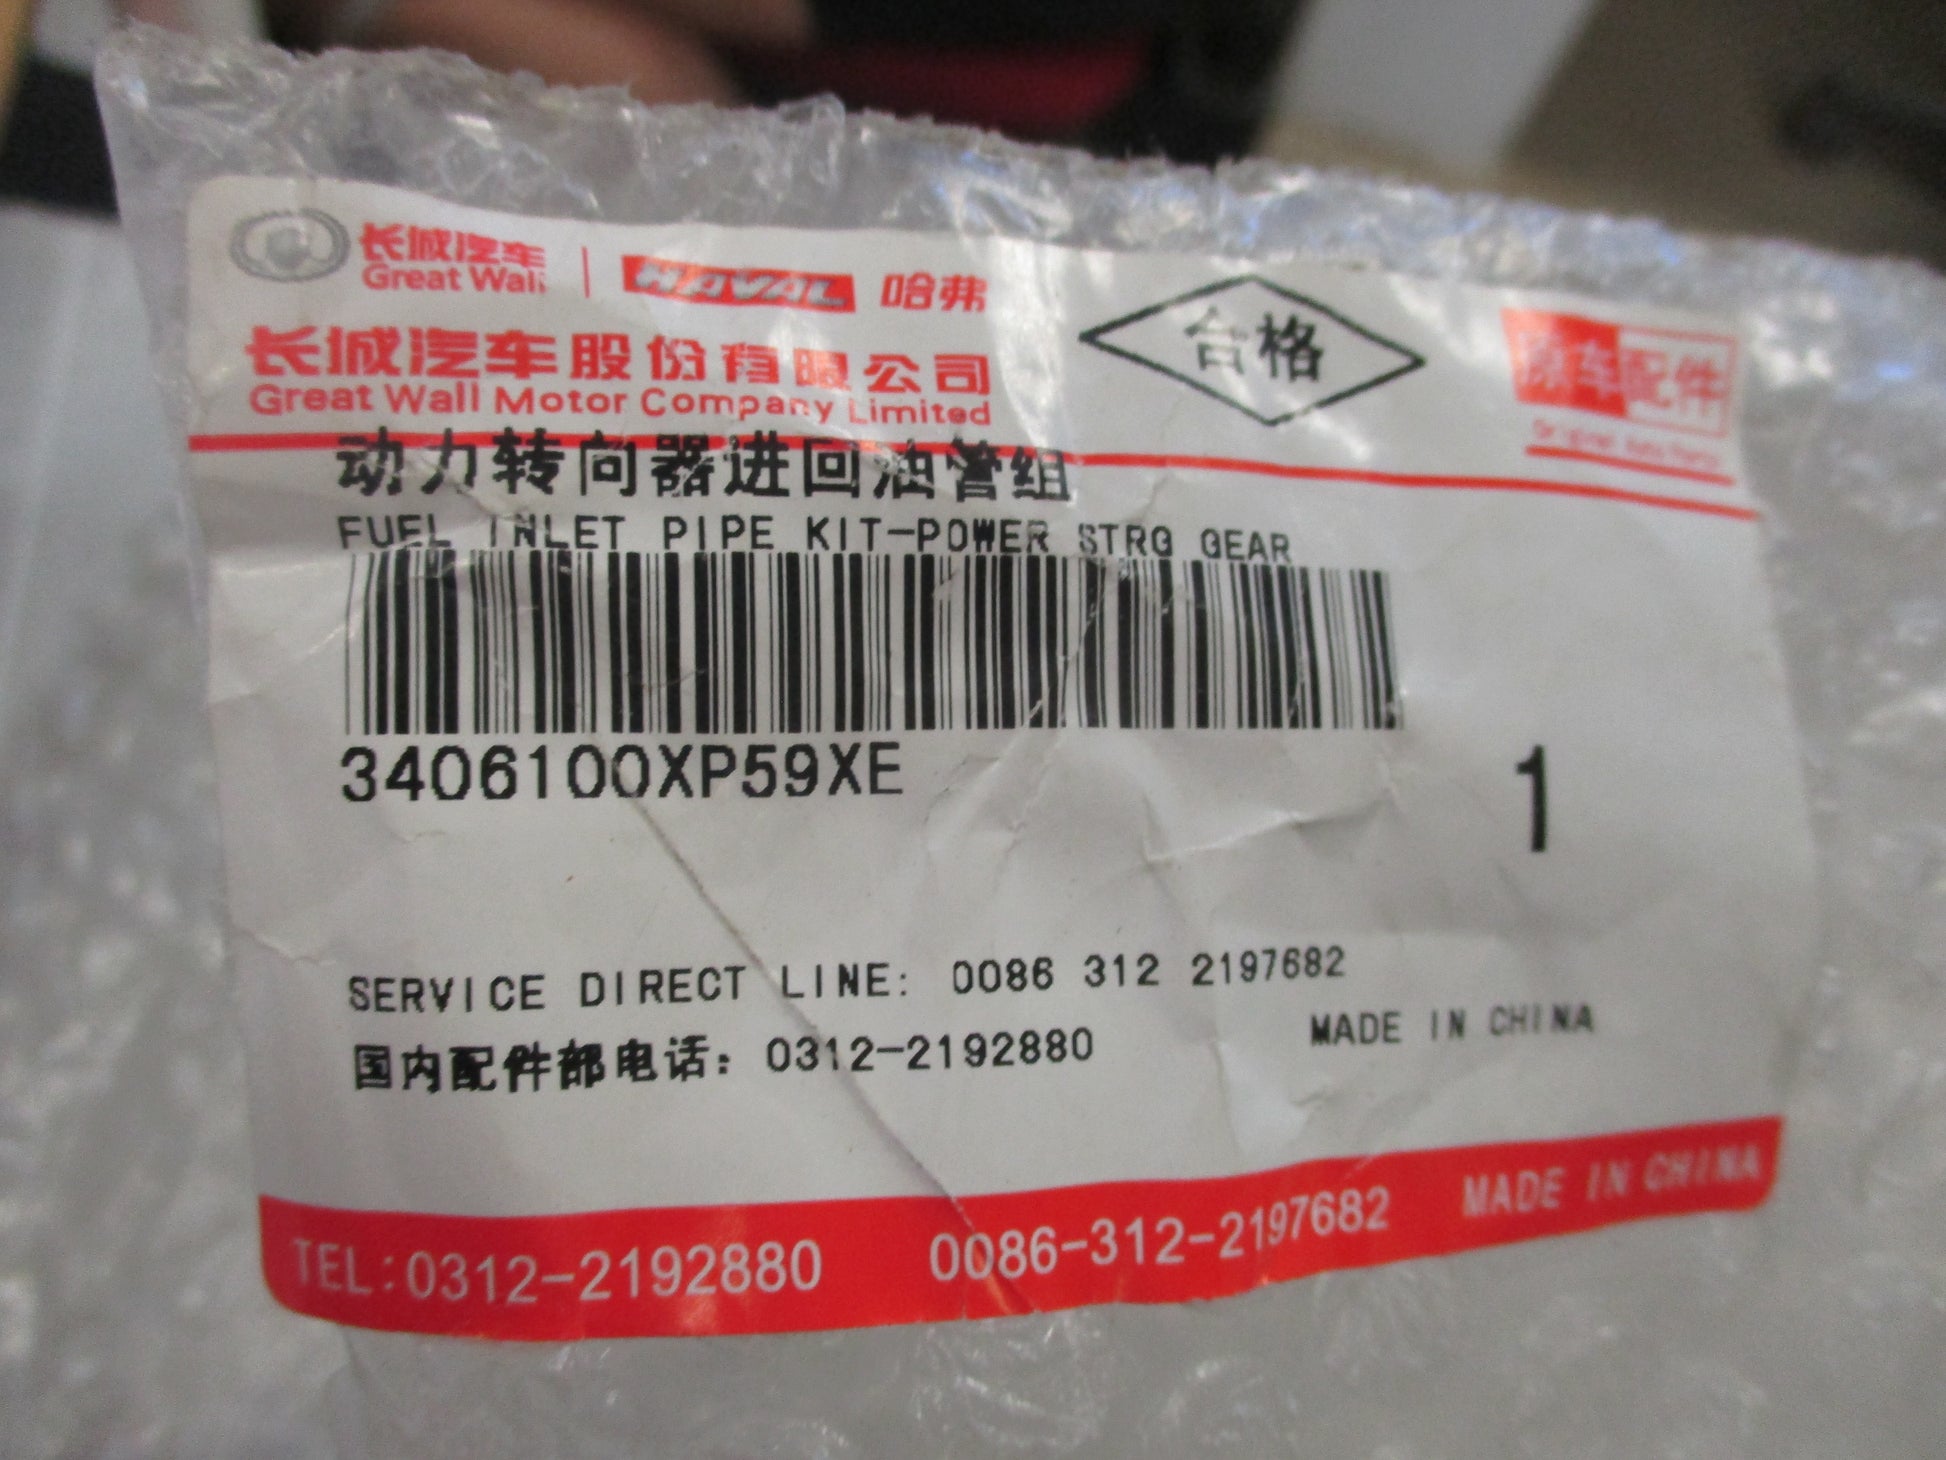 长城汽车
Great Wall
HAVAL 哈弗
长城汽车股份有限公司
Great Wall Motor Company Limited
合格
原车配件
Original Auto Parts
动力转向器进回油管组
FUEL INLET PIPE KIT-POWER STRG GEAR
3406100XP59XE
1
SERVICE DIRECT LINE: 0086 312 2197682
国内配件部电话: 0312-2192880
MADE IN CHINA
TEL:0312-2192880 0086-312-2197682 MADE IN CHINA